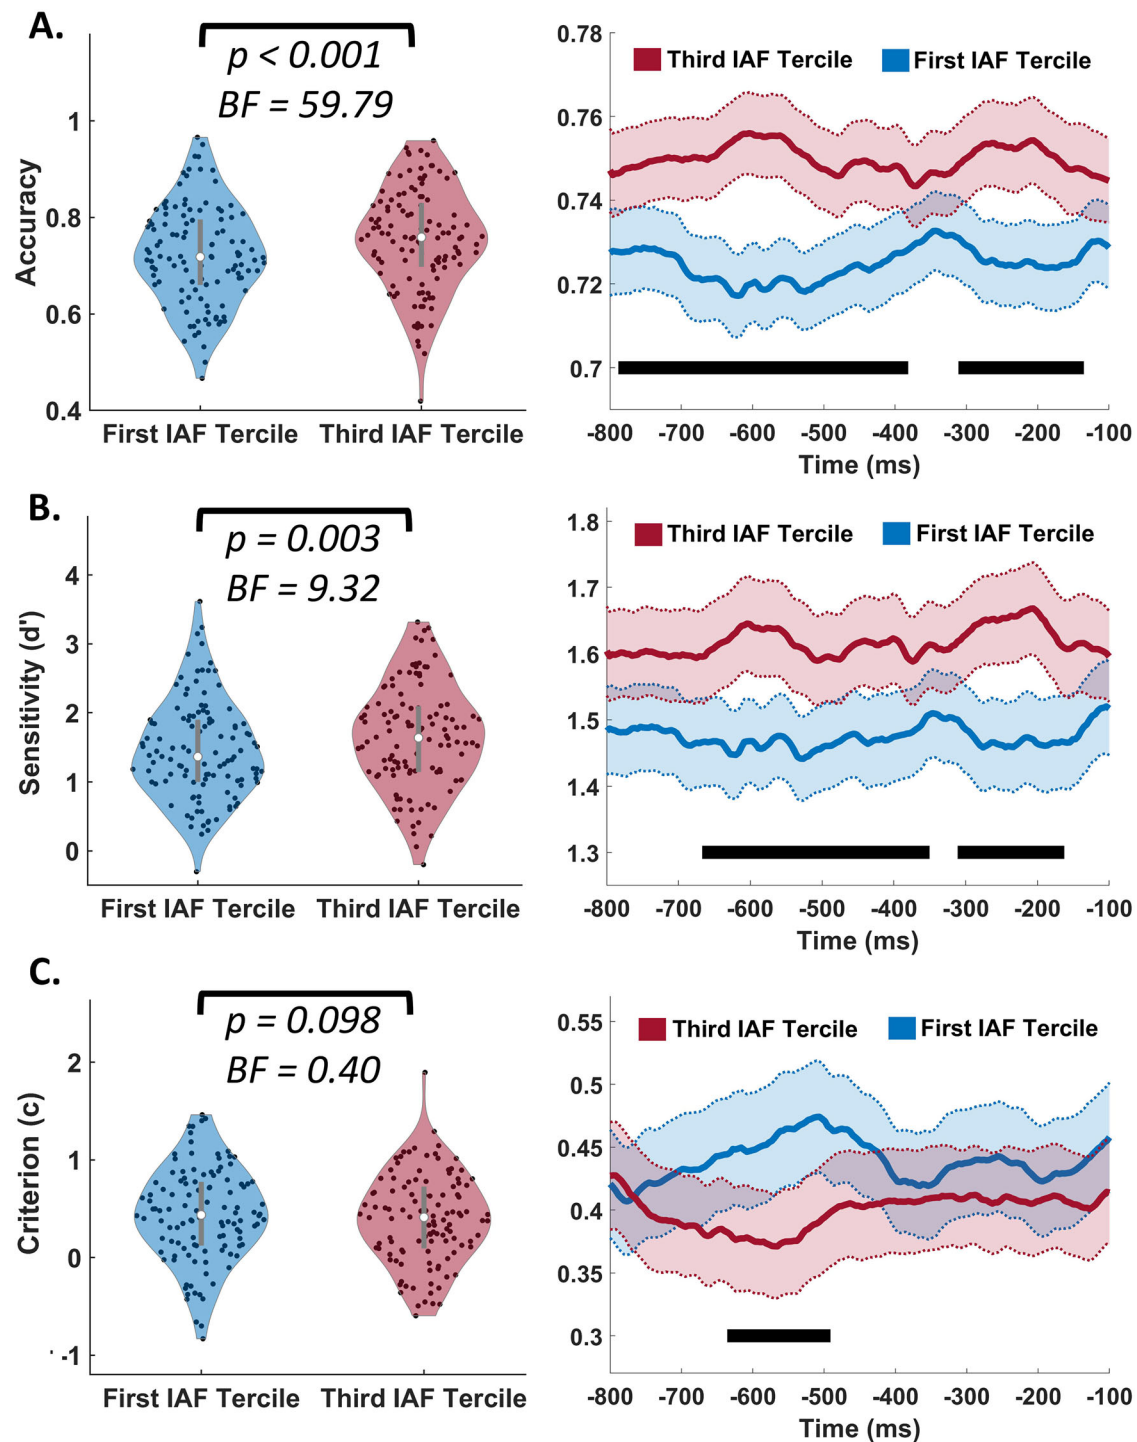 A.
p < 0.001
BF = 59.79
Accuracy
1
0.8
0.6
0.4
First IAF Tercile Third IAF Tercile
Third IAF Tercile First IAF Tercile
0.78
0.76
0.74
0.72
0.7
-800 -700 -600 -500 -400 -300 -200 -100
Time (ms)
B.
p = 0.003
BF = 9.32
Sensitivity (d')
4
3
2
1
0
First IAF Tercile Third IAF Tercile
Third IAF Tercile First IAF Tercile
1.8
1.7
1.6
1.5
1.4
1.3
-800 -700 -600 -500 -400 -300 -200 -100
Time (ms)
C.
p = 0.098
BF = 0.40
Criterion (c)
2
1
0
-1
First IAF Tercile Third IAF Tercile
Third IAF Tercile First IAF Tercile
0.55
0.5
0.45
0.4
0.35
0.3
-800 -700 -600 -500 -400 -300 -200 -100
Time (ms)